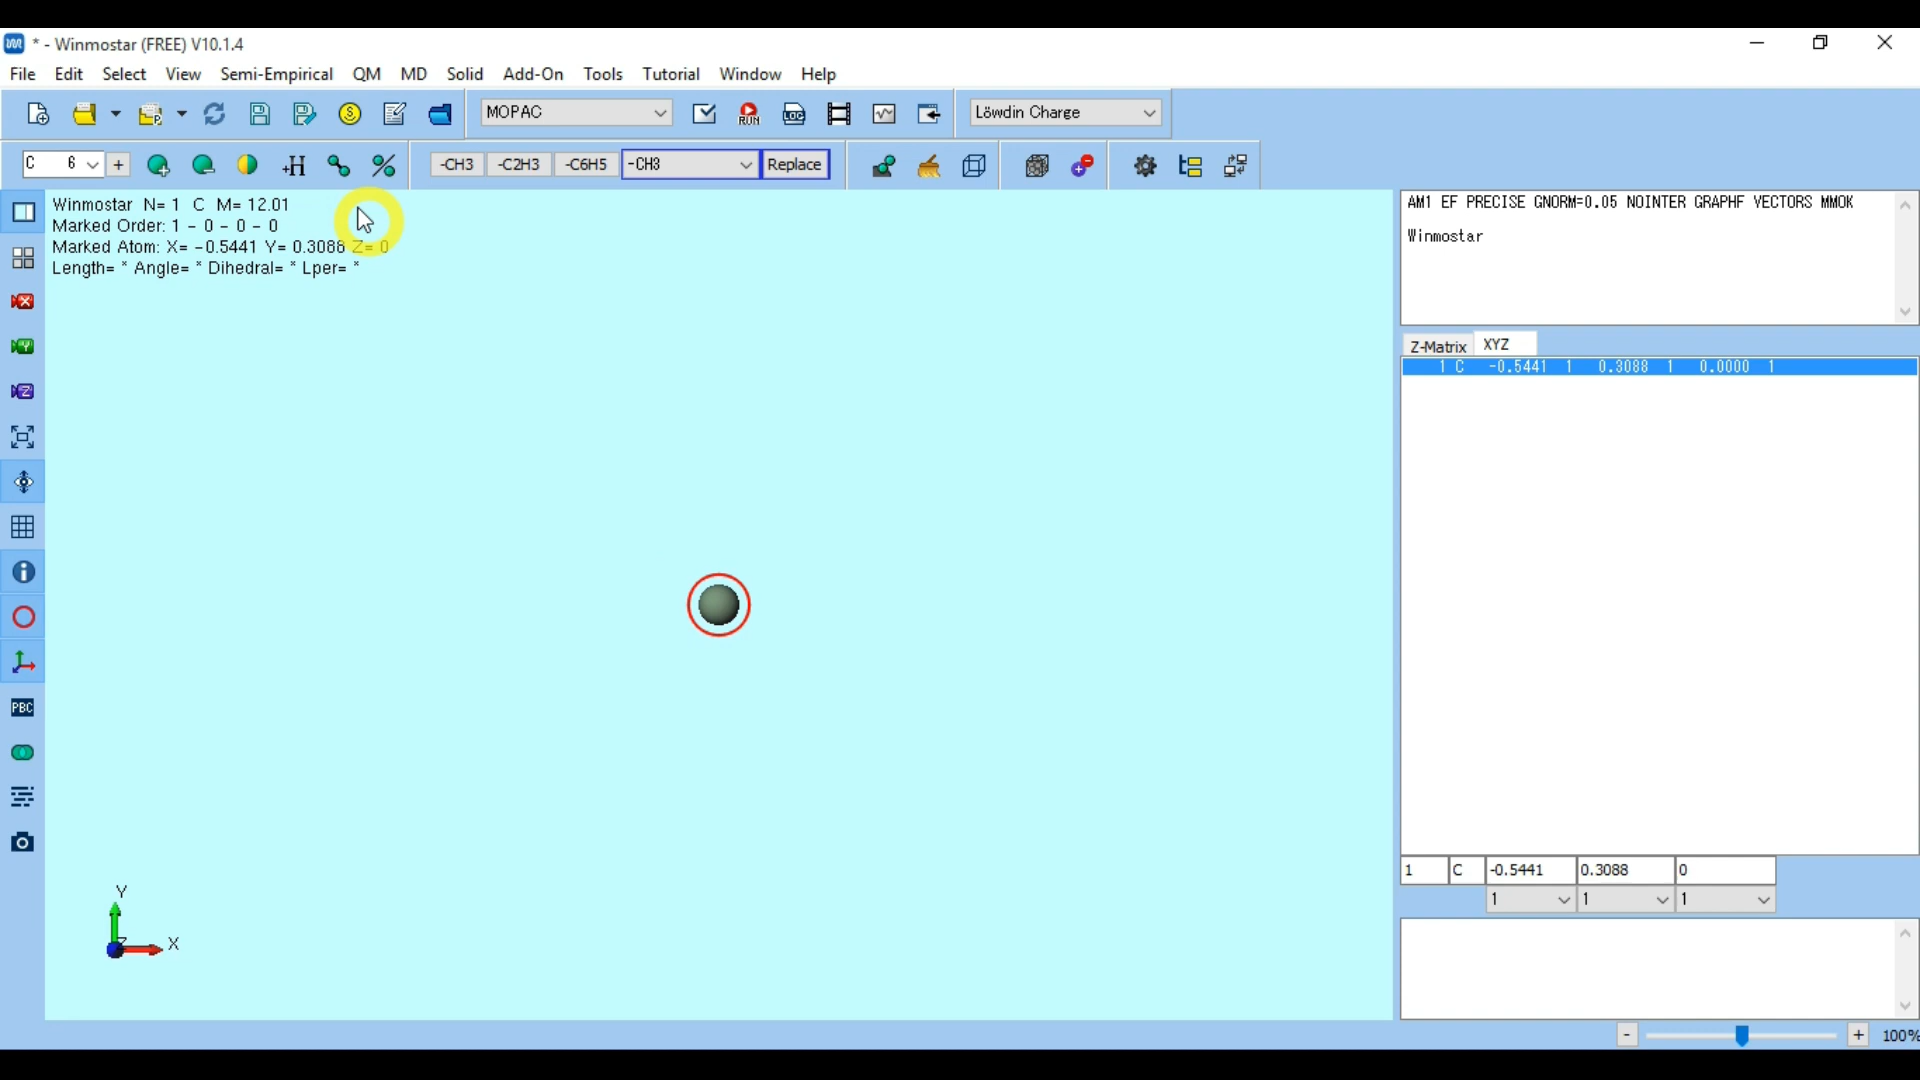 * - Winmostar (FREE) V10.1.4
File Edit Select View Semi-Empirical QM MD Solid Add-On Tools Tutorial Window Help
MOPAC RUN LOG Löwdin Charge
C 6 + +H -CH3 -C2H3 -C6H5 -CH3 Replace
Winmostar N= 1 C M= 12.01
Marked Order: 1 - 0 - 0 - 0
Marked Atom: X= -0.5441 Y= 0.3088 Z= 0
Length= * Angle= * Dihedral= * Lper= *
AM1 EF PRECISE GNORM=0.05 NOINTER GRAPHF VECTORS MMOK
Winmostar
Z-Matrix XYZ
1 C -0.5441 1 0.3088 1 0.0000 1
X
Y
Z
PBC
1 C -0.5441 0.3088 0
1 1 1
Y
Z X
- + 100%